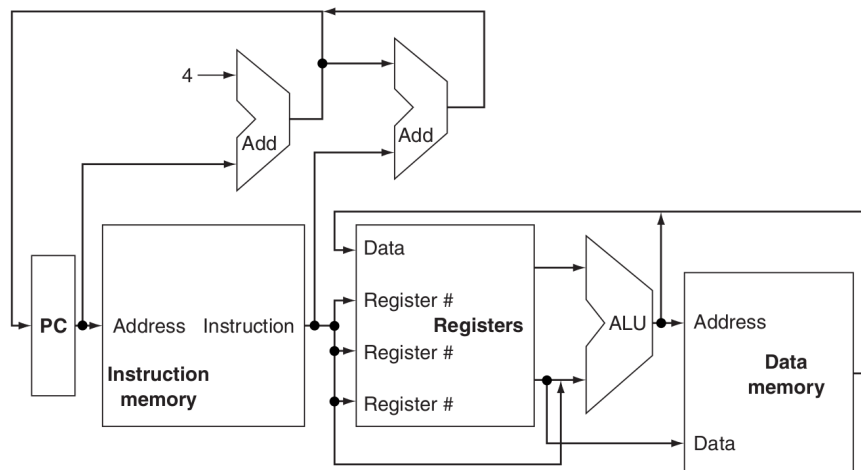 4
Add
Add
PC
Address
Instruction
Instruction
memory
Data
Register #
Registers
Register #
Register #
ALU
Address
Data
memory
Data